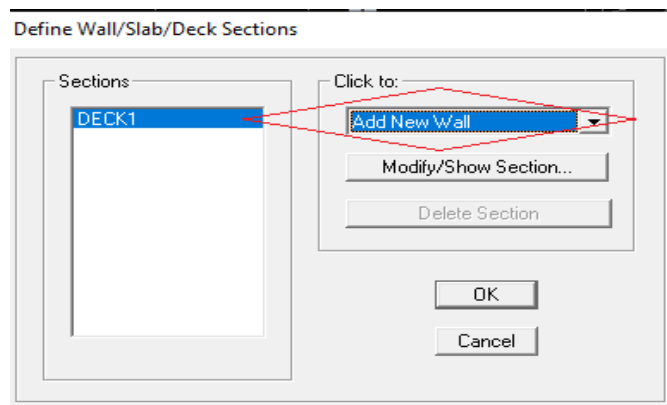 Define Wall/Slab/Deck Sections
Sections
DECK1
Click to:
Add New Wall
Modify/Show Section...
Delete Section
OK
Cancel